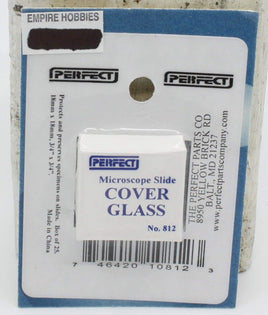 EMPIRE HOBBIES
PERFECT
PERFECT
Protects and preserves specimens on slides. Box of 25.
18mm x 18mm, 3/4" x 3/4".
Made in China
PERFECT
Microscope Slide
COVER
GLASS
No. 812
THE PERFECT PARTS CO
8950 YELLOW BRICK RD
BALT, MD 21237
www.perfectpartscompany.com
7 46420 10812 3